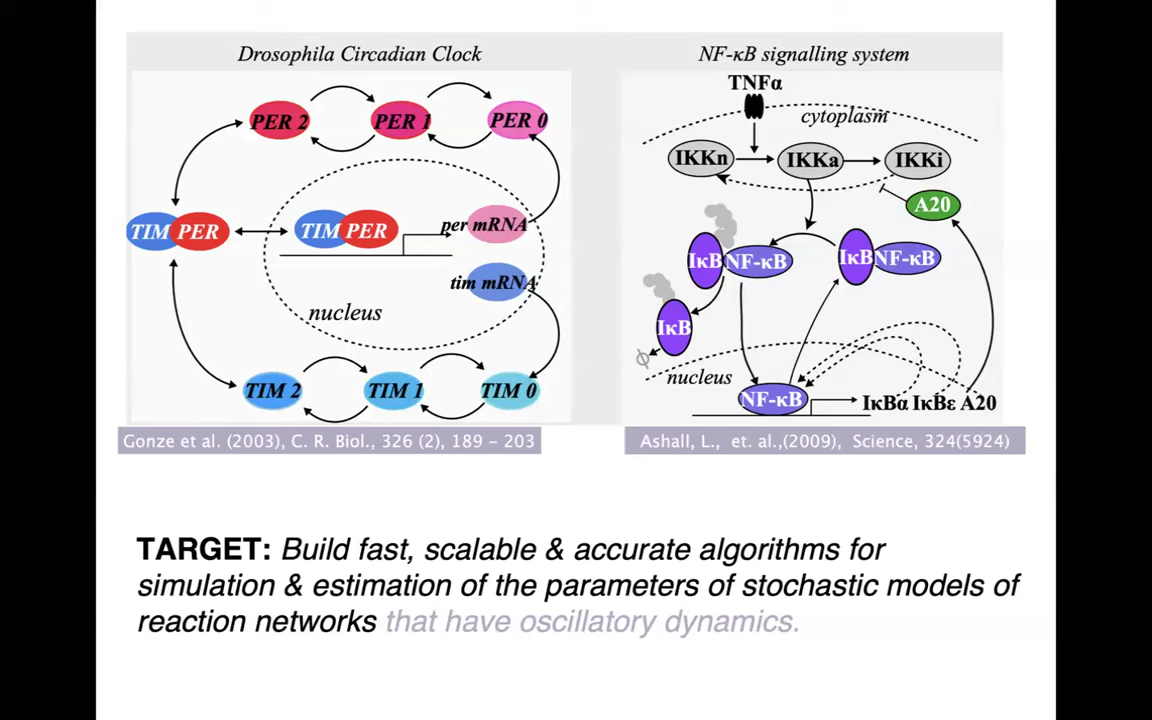 Drosophila Circadian Clock
PER 2
PER 1
PER 0
TIM PER
TIM PER
per mRNA
tim mRNA
nucleus
TIM 2
TIM 1
TIM 0
Gonze et al. (2003), C. R. Biol., 326 (2), 189 – 203
NF-κB signalling system
TNFα
cytoplasm
IKKn
IKKa
IKKi
A20
IκB NF-κB
IκB NF-κB
IκB
nucleus
NF-κB
IκBα IκBε A20
Ashall, L., et. al.,(2009), Science, 324(5924)
TARGET: Build fast, scalable & accurate algorithms for
simulation & estimation of the parameters of stochastic models of
reaction networks that have oscillatory dynamics.